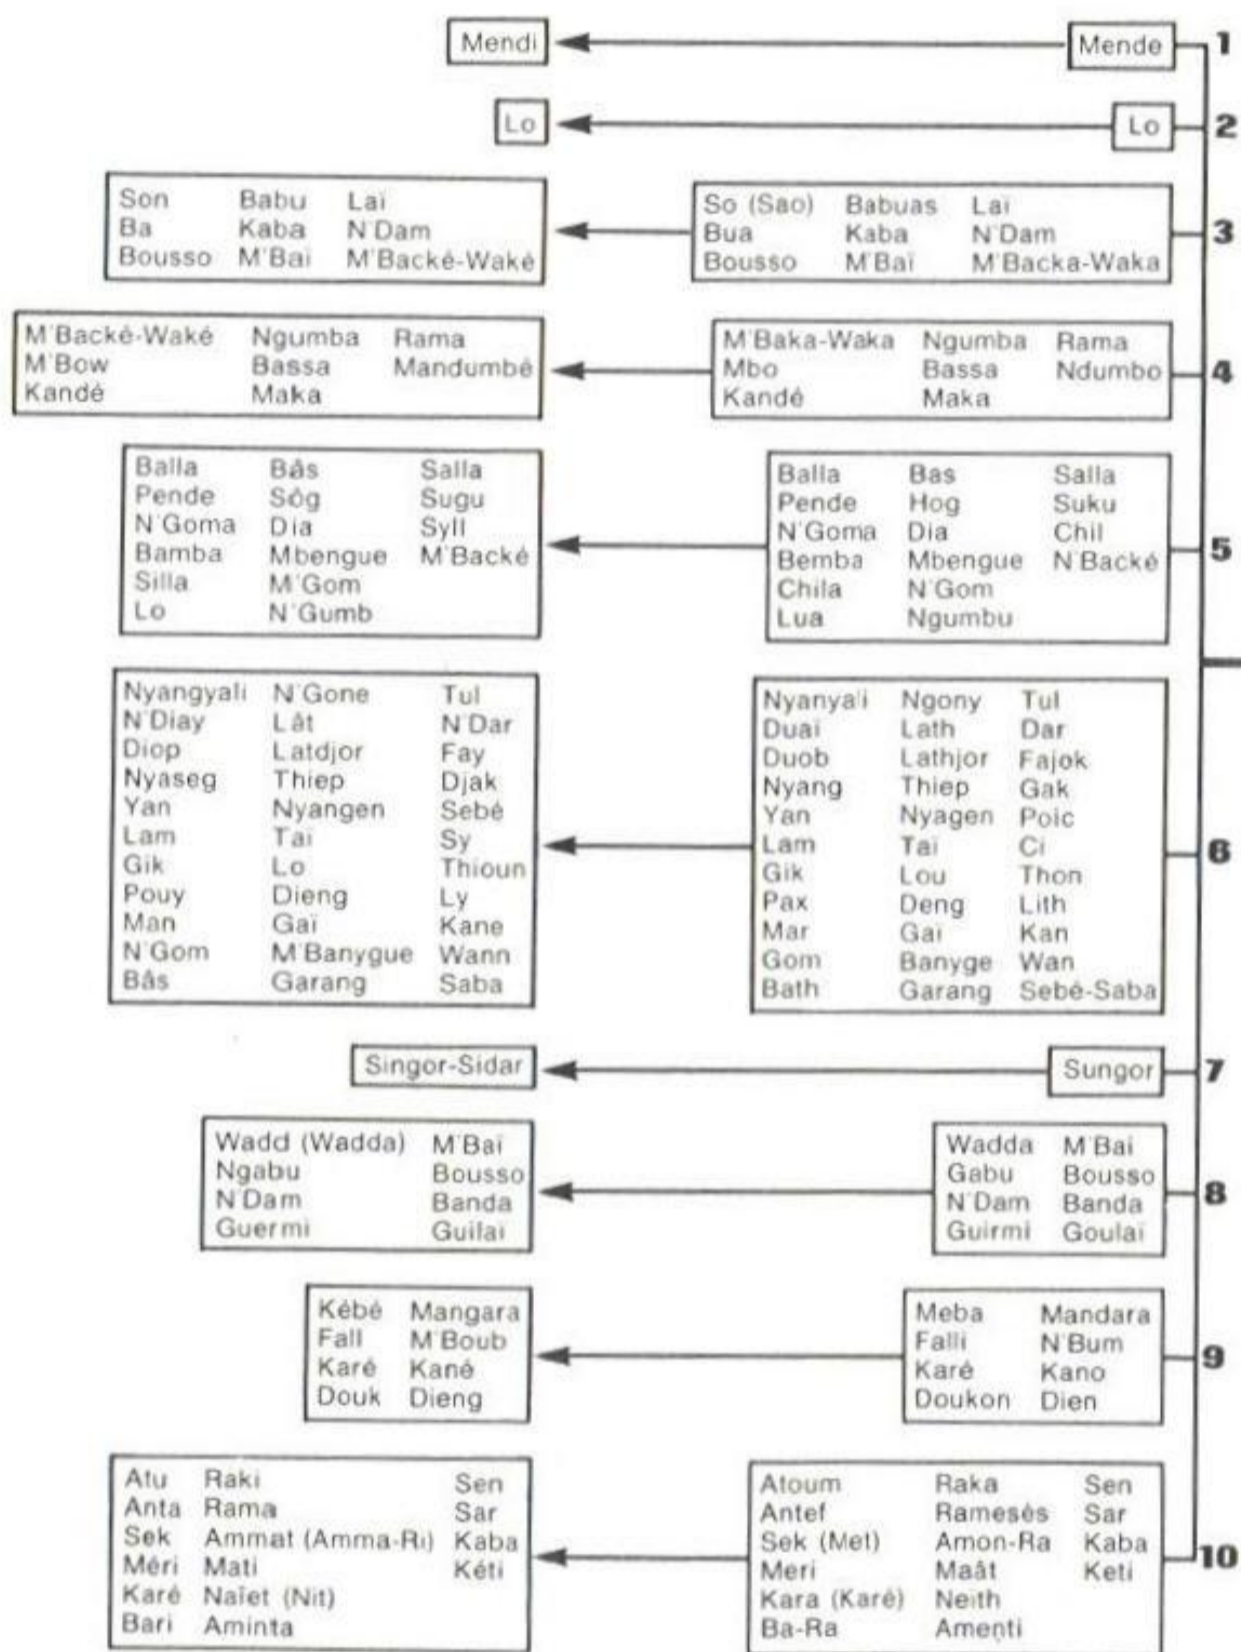 Mendi Mende 1
Lo Lo 2
Son Babu Laï So (Sao) Babuas Laï
Ba Kaba N'Dam Bua Kaba N'Dam 3
Bousso M'Bai M'Backé-Waké Bousso M'Baï M'Backa-Waka
M'Backé-Waké Ngumba Rama M'Baka-Waka Ngumba Rama
M'Bow Bassa Mandumbé Mbo Bassa Ndumbo 4
Kandé Maka Kandé Maka
Balla Bâs Salla Balla Bas Salla
Pende Sôg Sugu Pende Hog Suku
N'Goma Dia Syll N'Goma Dia Chil
Bamba Mbengue M'Backé Bemba Mbengue N'Backé 5
Silla M'Gom Chila N'Gom
Lo N'Gumb Lua Ngumbu
Nyangyali N'Gone Tul Nyanyali Ngony Tul
N'Diay Lât N'Dar Duaï Lath Dar
Diop Latdjor Fay Duob Lathjor Fajok
Nyaseg Thiep Djak Nyang Thiep Gak
Yan Nyangen Sebé Yan Nyagen Poic
Lam Taï Sy Lam Taï Ci 6
Gik Lo Thioun Gik Lou Thon
Pouy Dieng Ly Pax Deng Lith
Man Gaï Kane Mar Gaï Kan
N'Gom M'Banygue Wann Gom Banyge Wan
Bâs Garang Saba Bath Garang Sebé-Saba
Singor-Sidar Sungor 7
Wadd (Wadda) M'Baï Wadda M'Bai
Ngabu Bousso Gabu Bousso
N'Dam Banda N'Dam Banda 8
Guermi Guilaï Guirmi Goulaï
Kébé Mangara Meba Mandara
Fall M'Boub Falli N'Bum
Karé Kané Karé Kano 9
Douk Dieng Doukon Dien
Atu Raki Sen Atoum Raka Sen
Anta Rama Sar Antef Ramesès Sar
Sek Ammat (Amma-Ri) Kaba Sek (Met) Amon-Ra Kaba
Méri Mati Kéti Meri Maât Keti 10
Karé Naïet (Nit) Kara (Karé) Neith
Bari Aminta Ba-Ra Amenti